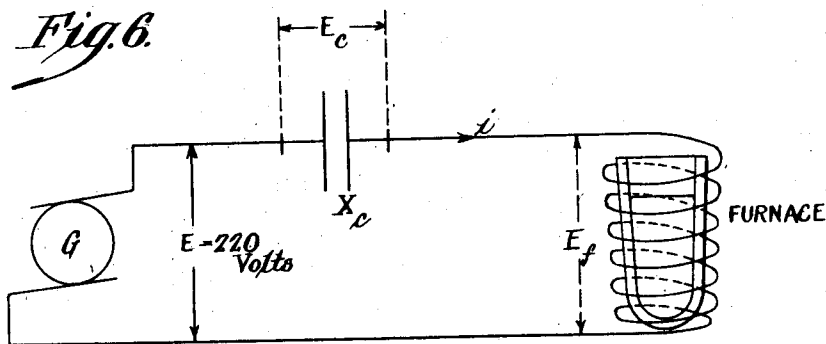 Fig. 6.
E_c
i
X_c
G
E = 220
Volts
E_f
FURNACE